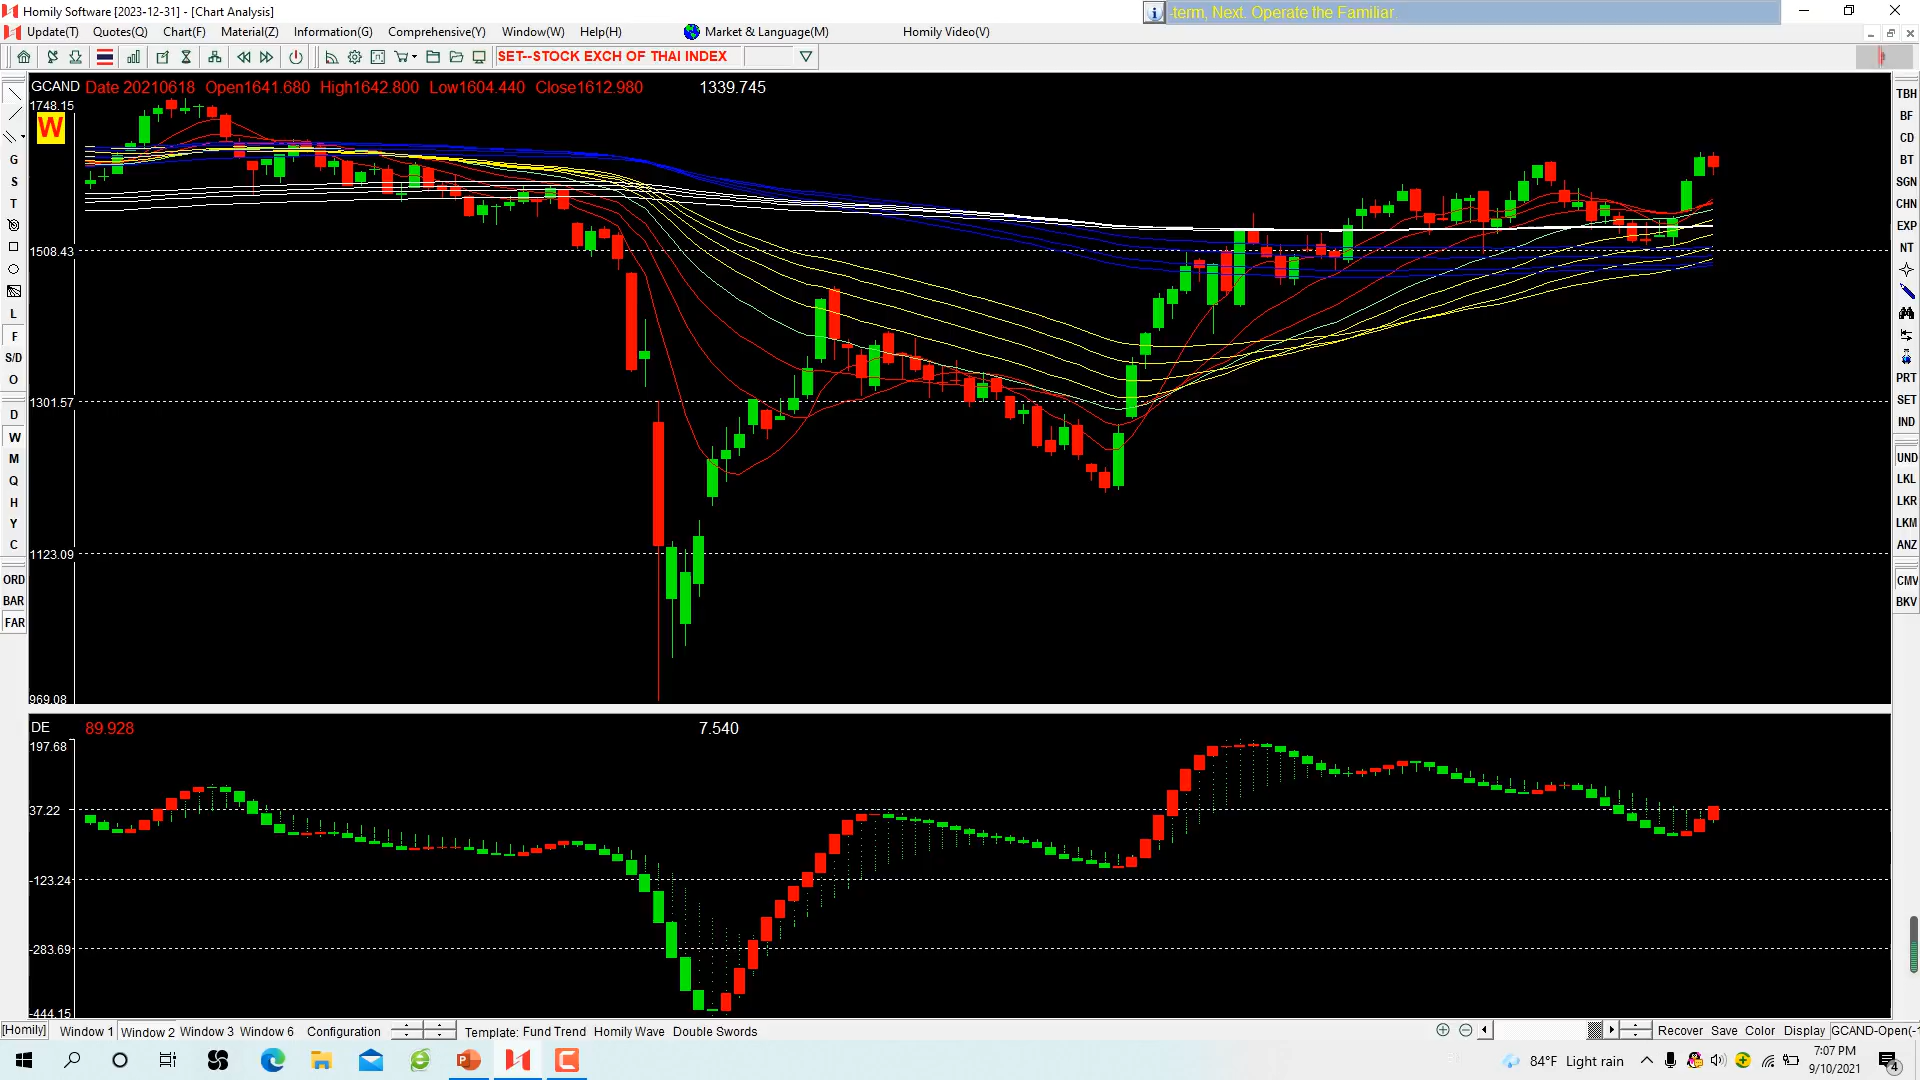 Homily Software [2023-12-31] - [Chart Analysis]
-term, Next. Operate the Familiar
Update(T) Quotes(Q) Chart(F) Material(Z) Information(G) Comprehensive(Y) Window(W) Help(H) Market & Language(M) Homily Video(V)
SET--STOCK EXCH OF THAI INDEX
GCAND Date 20210618 Open1641.680 High1642.800 Low1604.440 Close1612.980 1339.745
1748.15
W
1508.43
1301.57
1123.09
969.08
DE 89.928 7.540
197.68
37.22
-123.24
-283.69
-444.15
G
S
T
L
F
S/D
O
D
W
M
Q
H
Y
C
ORD
BAR
FAR
TBH
BF
CD
BT
SGN
CHN
EXP
NT
PRT
SET
IND
UND
LKL
LKR
LKM
ANZ
CMV
BKV
[Homily] Window 1 Window 2 Window 3 Window 6 Configuration Template: Fund Trend Homily Wave Double Swords Recover Save Color Display GCAND-Open(-1
84°F Light rain
7:07 PM
9/10/2021
4